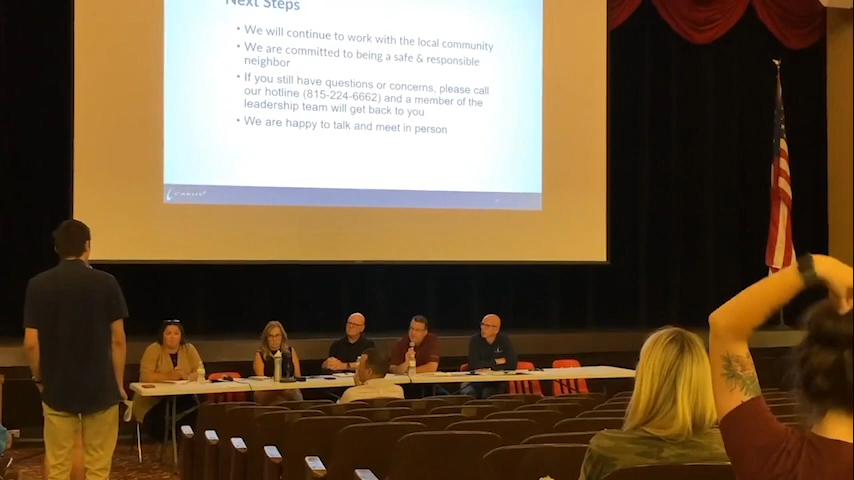 Next Steps
• We will continue to work with the local community
• We are committed to being a safe & responsible
neighbor
• If you still have questions or concerns, please call
our hotline (815-224-6662) and a member of the
leadership team will get back to you
• We are happy to talk and meet in person